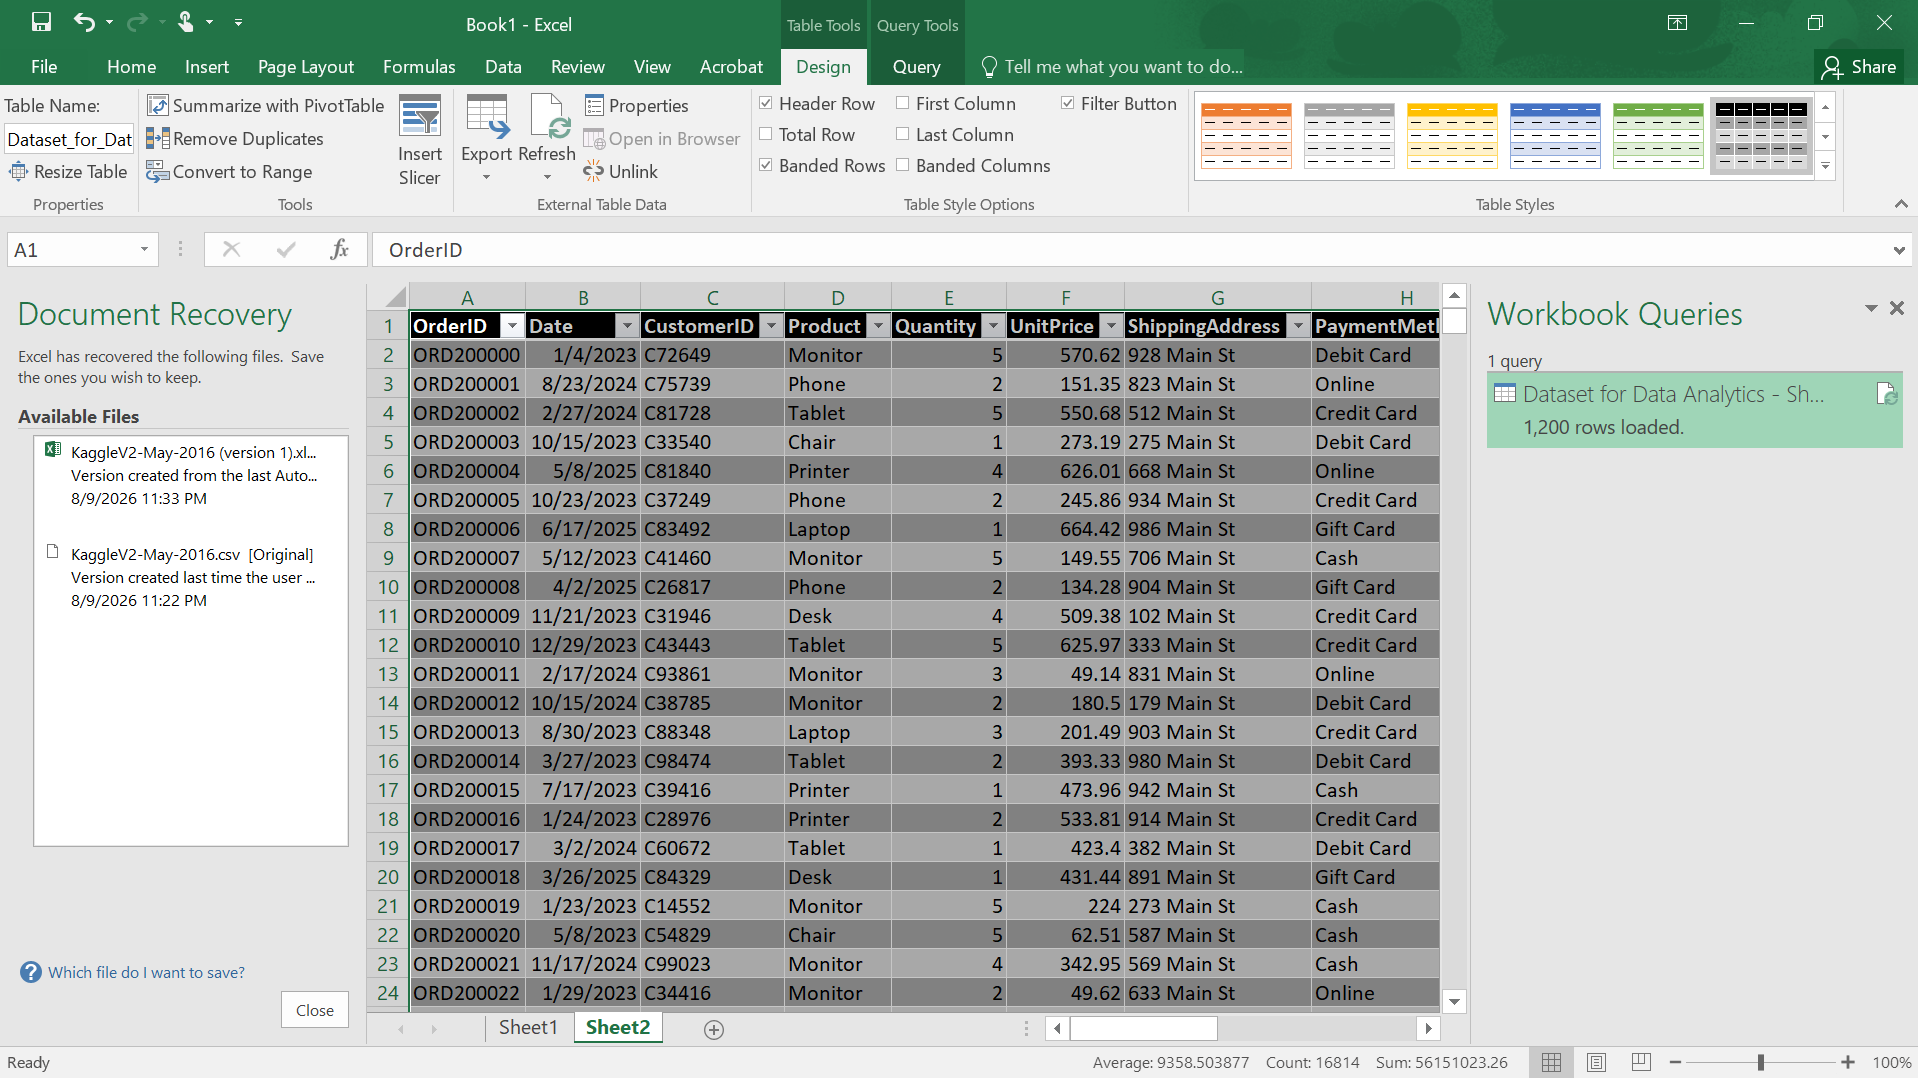 Book1 - Excel
Table Tools
Query Tools
File
Home
Insert
Page Layout
Formulas
Data
Review
View
Acrobat
Design
Query
Tell me what you want to do...
Share
Table Name:
Dataset_for_Dat
Resize Table
Properties
Summarize with PivotTable
Remove Duplicates
Convert to Range
Tools
Insert
Slicer
Export
Refresh
Properties
Open in Browser
Unlink
External Table Data
Header Row
First Column
Filter Button
Total Row
Last Column
Banded Rows
Banded Columns
Table Style Options
Table Styles
A1
fx
OrderID
Document Recovery
Excel has recovered the following files. Save
the ones you wish to keep.
Available Files
KaggleV2-May-2016 (version 1).xl...
Version created from the last Auto...
8/9/2026 11:33 PM
KaggleV2-May-2016.csv [Original]
Version created last time the user ...
8/9/2026 11:22 PM
Which file do I want to save?
Close
A B C D E F G H
1 OrderID Date CustomerID Product Quantity UnitPrice ShippingAddress PaymentMeth
2 ORD200000 1/4/2023 C72649 Monitor 5 570.62 928 Main St Debit Card
3 ORD200001 8/23/2024 C75739 Phone 2 151.35 823 Main St Online
4 ORD200002 2/27/2024 C81728 Tablet 5 550.68 512 Main St Credit Card
5 ORD200003 10/15/2023 C33540 Chair 1 273.19 275 Main St Debit Card
6 ORD200004 5/8/2025 C81840 Printer 4 626.01 668 Main St Online
7 ORD200005 10/23/2023 C37249 Phone 2 245.86 934 Main St Credit Card
8 ORD200006 6/17/2025 C83492 Laptop 1 664.42 986 Main St Gift Card
9 ORD200007 5/12/2023 C41460 Monitor 5 149.55 706 Main St Cash
10 ORD200008 4/2/2025 C26817 Phone 2 134.28 904 Main St Gift Card
11 ORD200009 11/21/2023 C31946 Desk 4 509.38 102 Main St Credit Card
12 ORD200010 12/29/2023 C43443 Tablet 5 625.97 333 Main St Credit Card
13 ORD200011 2/17/2024 C93861 Monitor 3 49.14 831 Main St Online
14 ORD200012 10/15/2024 C38785 Monitor 2 180.5 179 Main St Debit Card
15 ORD200013 8/30/2023 C88348 Laptop 3 201.49 903 Main St Credit Card
16 ORD200014 3/27/2023 C98474 Tablet 2 393.33 980 Main St Debit Card
17 ORD200015 7/17/2023 C39416 Printer 1 473.96 942 Main St Cash
18 ORD200016 1/24/2023 C28976 Printer 2 533.81 914 Main St Credit Card
19 ORD200017 3/2/2024 C60672 Tablet 1 423.4 382 Main St Debit Card
20 ORD200018 3/26/2025 C84329 Desk 1 431.44 891 Main St Gift Card
21 ORD200019 1/23/2023 C14552 Monitor 5 224 273 Main St Cash
22 ORD200020 5/8/2023 C54829 Chair 5 62.51 587 Main St Cash
23 ORD200021 11/17/2024 C99023 Monitor 4 342.95 569 Main St Cash
24 ORD200022 1/29/2023 C34416 Monitor 2 49.62 633 Main St Online
Sheet1
Sheet2
Workbook Queries
1 query
Dataset for Data Analytics - Sh...
1,200 rows loaded.
Ready
Average: 9358.503877
Count: 16814
Sum: 56151023.26
100%